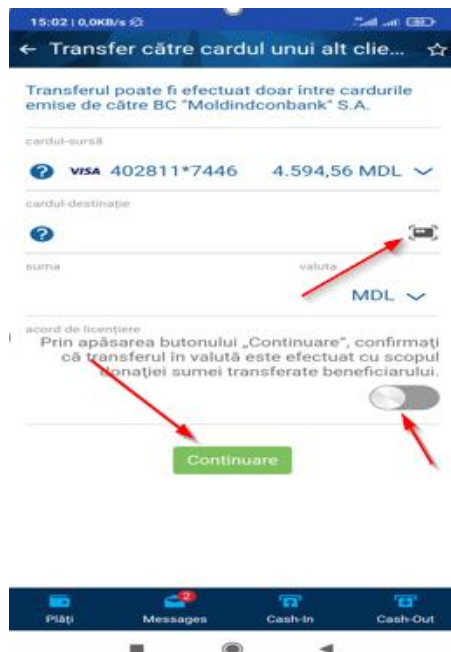 15:02 | 0,0KB/s
← Transfer către cardul unui alt clie...
Transferul poate fi efectuat doar între cardurile
emise de către BC "Moldindconbank" S.A.
cardul-sursă
? VISA 402811*7446 4.594,56 MDL
cardul-destinație
?
suma valuta
MDL
acord de licențiere
Prin apăsarea butonului „Continuare", confirmați
că transferul în valută este efectuat cu scopul
donației sumei transferate beneficiarului.
Continuare
2
Plăți Messages Cash-In Cash-Out